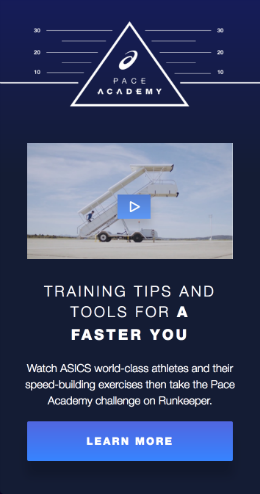 30 30
20 20
10 10
PACE
ACADEMY
TRAINING TIPS AND
TOOLS FOR A
FASTER YOU
Watch ASICS world-class athletes and their
speed-building exercises then take the Pace
Academy challenge on Runkeeper.
LEARN MORE